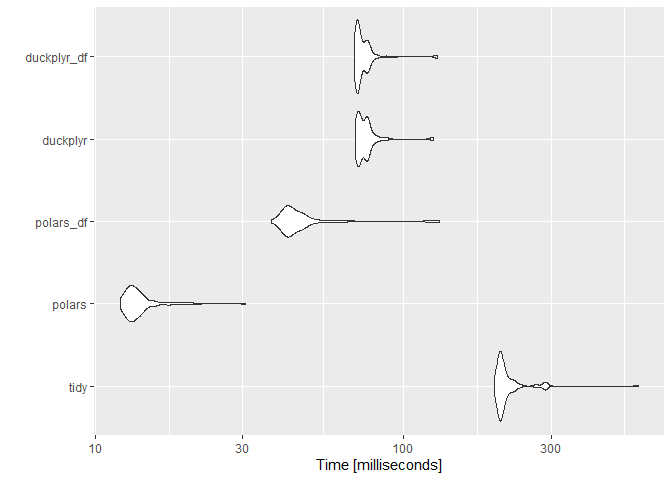 duckplyr_df
duckplyr
polars_df
polars
tidy
10 30 100 300
Time [milliseconds]